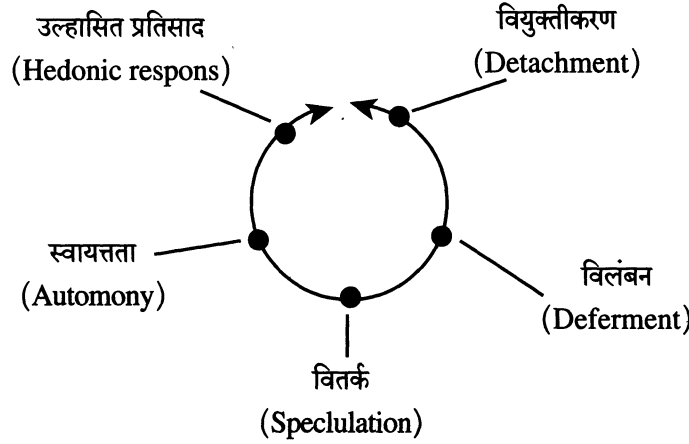 उल्हासित प्रतिसाद
(Hedonic respons)
वियुक्तीकरण
(Detachment)
स्वायत्तता
(Automony)
विलंबन
(Deferment)
वितर्क
(Speclulation)